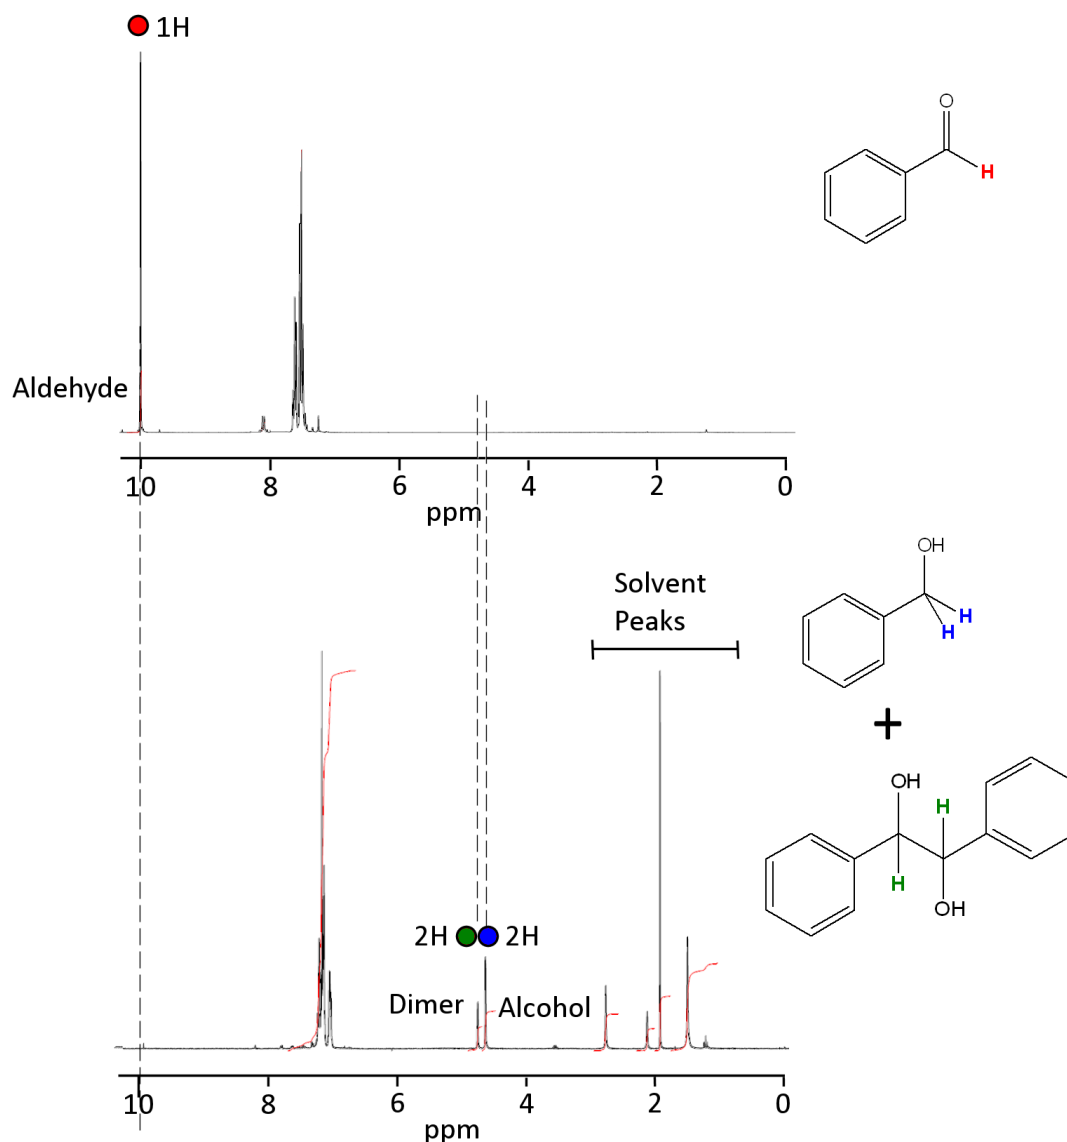 1H
O
H
Aldehyde
10 8 6 4 2 0
ppm
OH
Solvent
Peaks
H
H
+
OH
H
H
OH
2H 2H
Dimer Alcohol
10 8 6 4 2 0
ppm